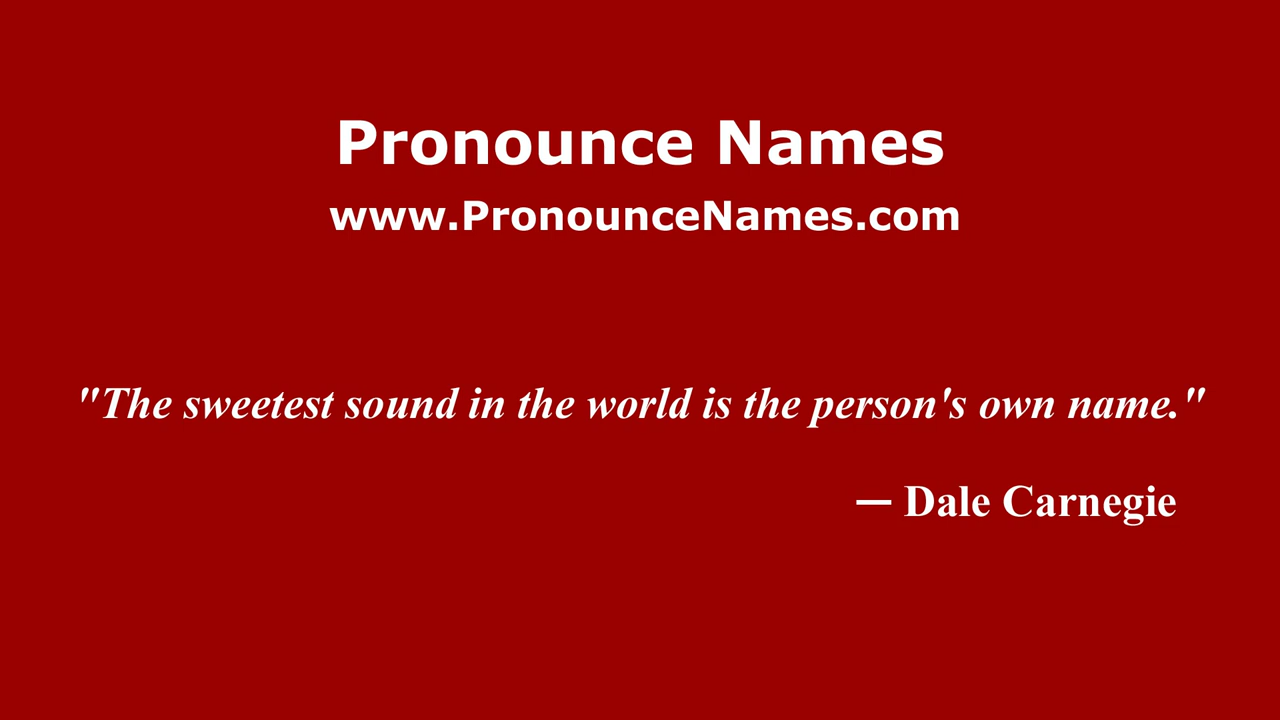 Pronounce Names
www.PronounceNames.com
"The sweetest sound in the world is the person's own name."
— Dale Carnegie